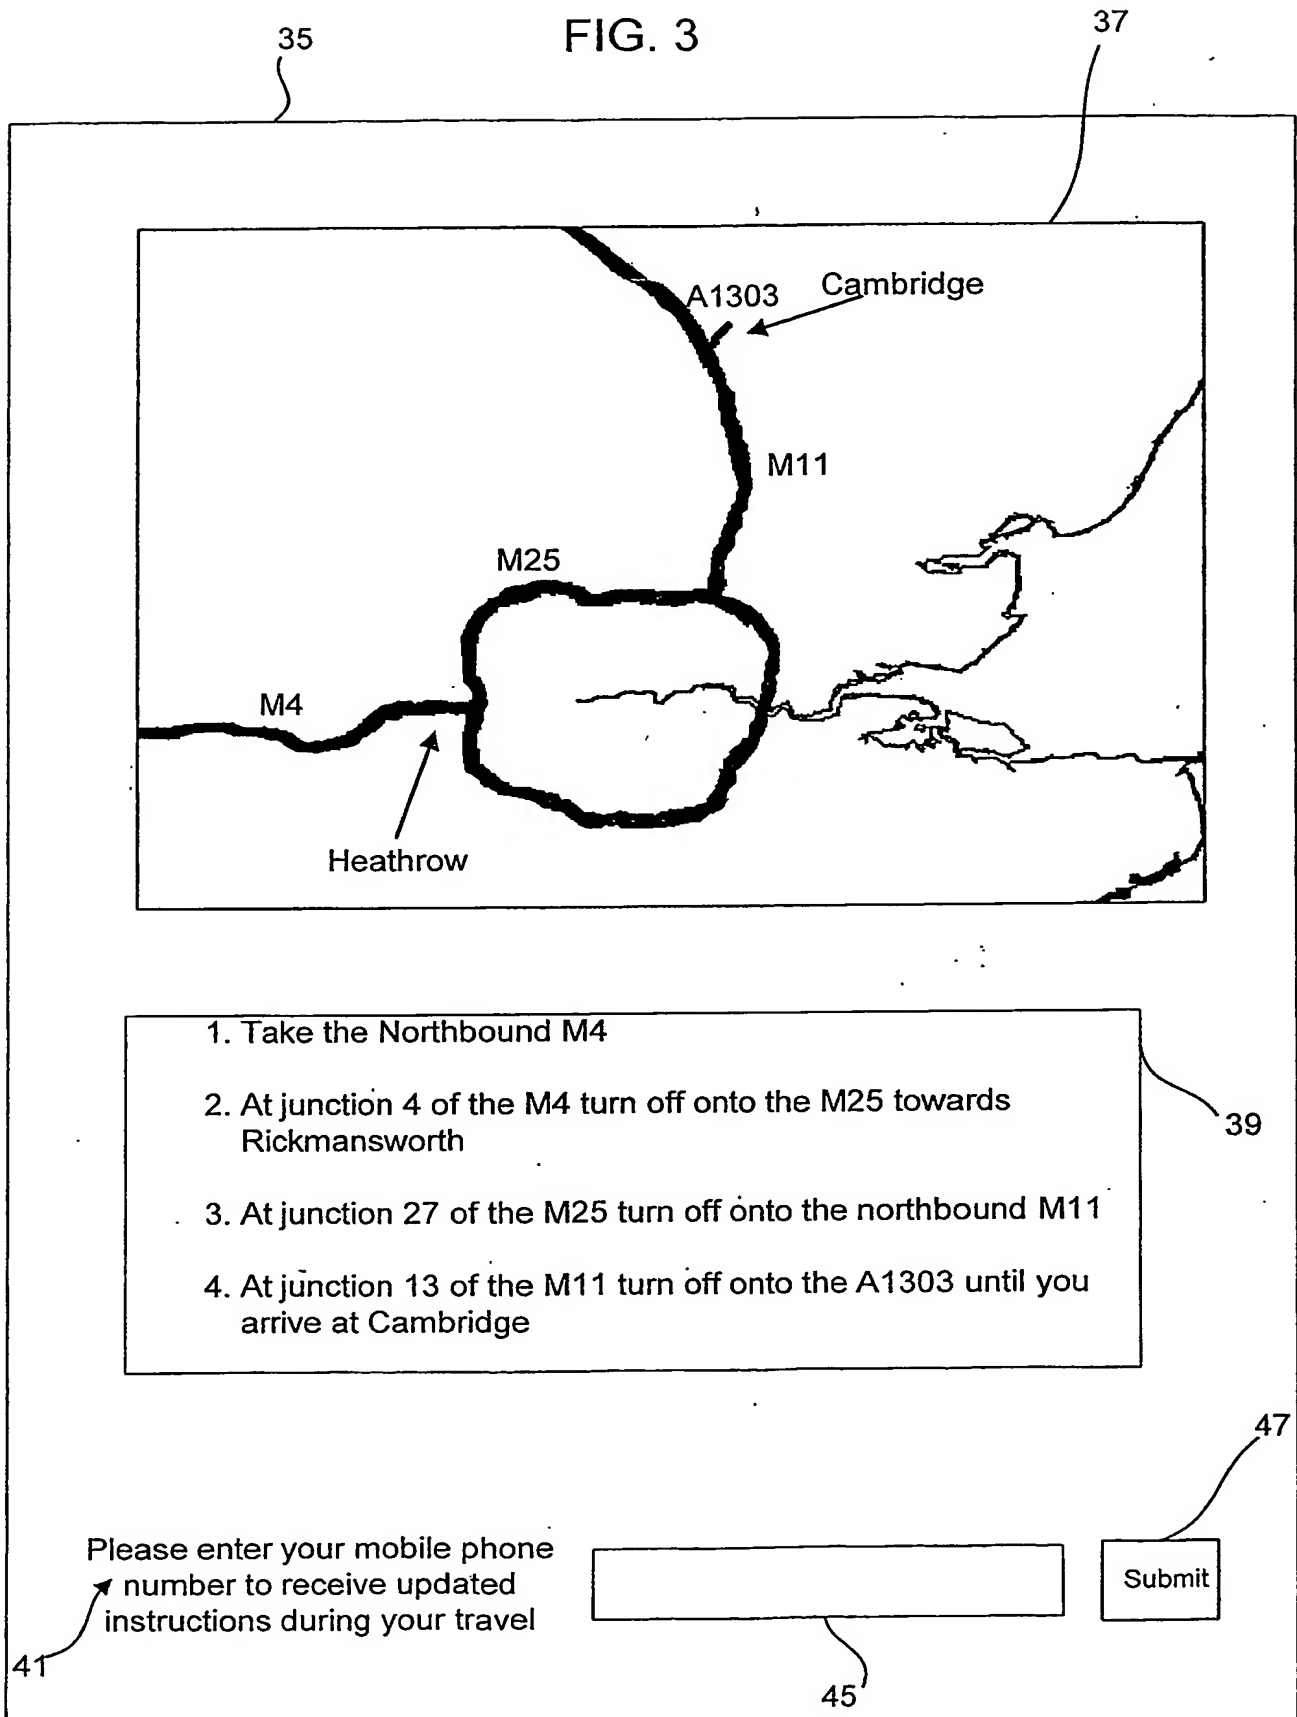 FIG. 3
35
37
A1303
Cambridge
M11
M25
M4
Heathrow
1. Take the Northbound M4
2. At junction 4 of the M4 turn off onto the M25 towards
Rickmansworth
39
3. At junction 27 of the M25 turn off onto the northbound M11
4. At junction 13 of the M11 turn off onto the A1303 until you
arrive at Cambridge
47
Please enter your mobile phone
number to receive updated
instructions during your travel
Submit
41
45